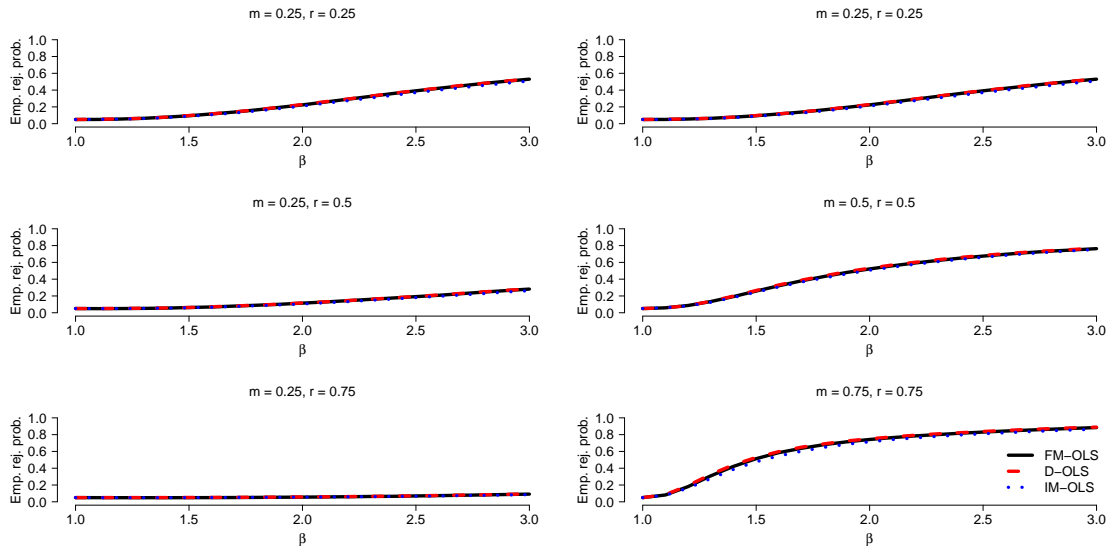 m = 0.25, r = 0.25
Emp. rej. prob.
1.0
0.8
0.6
0.4
0.2
0.0
1.0 1.5 2.0 2.5 3.0
β
m = 0.25, r = 0.25
Emp. rej. prob.
1.0
0.8
0.6
0.4
0.2
0.0
1.0 1.5 2.0 2.5 3.0
β
m = 0.25, r = 0.5
Emp. rej. prob.
1.0
0.8
0.6
0.4
0.2
0.0
1.0 1.5 2.0 2.5 3.0
β
m = 0.5, r = 0.5
Emp. rej. prob.
1.0
0.8
0.6
0.4
0.2
0.0
1.0 1.5 2.0 2.5 3.0
β
m = 0.25, r = 0.75
Emp. rej. prob.
1.0
0.8
0.6
0.4
0.2
0.0
1.0 1.5 2.0 2.5 3.0
β
m = 0.75, r = 0.75
Emp. rej. prob.
1.0
0.8
0.6
0.4
0.2
0.0
FM−OLS
D−OLS
IM−OLS
1.0 1.5 2.0 2.5 3.0
β